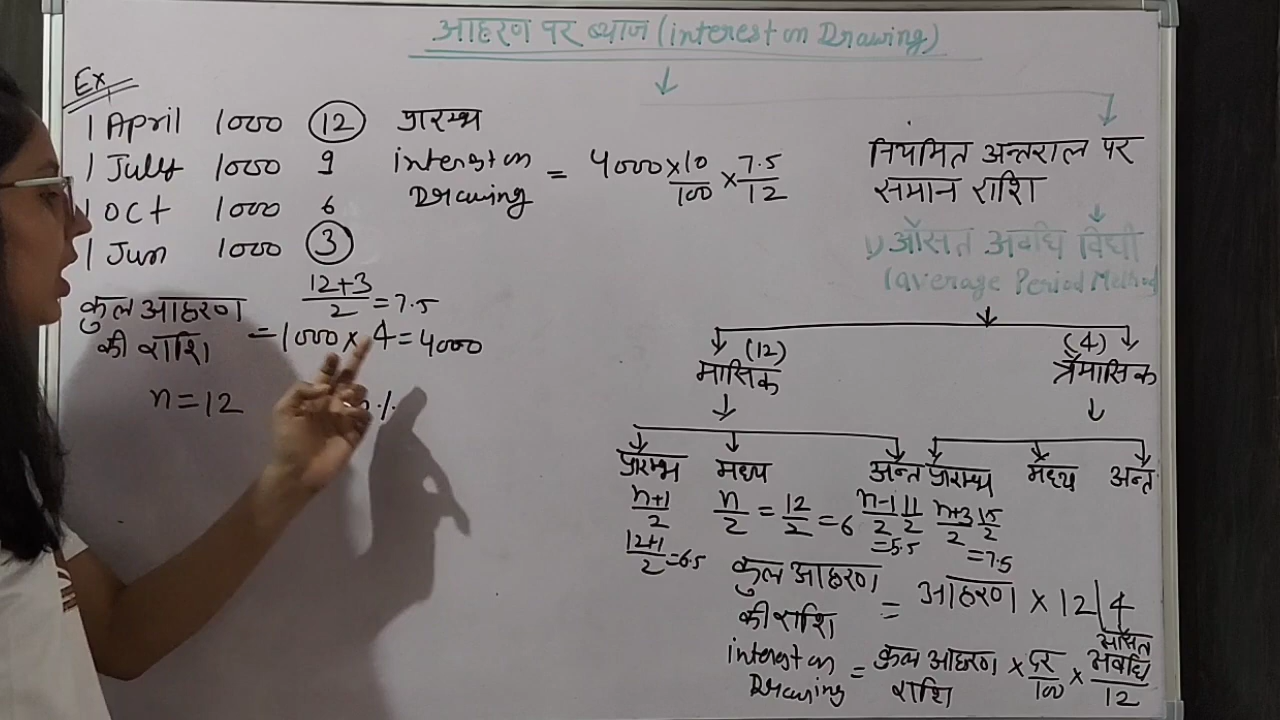 आहरण पर ब्याज (interest on Drawing)
Ex
1 April 1000 12 प्रारम्भ
1 July 1000 9
1 Oct 1000 6
1 Jun 1000 3
interest on Drawing = 4000 × 10/100 × 7.5/12
12+3/2 = 7.5
कुल आहरण
की राशि = 1000 × 4 = 4000
n = 12
%
नियमित अन्तराल पर
समान राशि
1) औसत अवधि विधी
(average Period Method
मासिक (12)
त्रैमासिक (4)
प्रारम्भ मध्य अन्त प्रारम्भ मध्य अन्त
n+1/2 n/2 = 12/2 = 6 n-1/2 11/2 = 5.5 n+3/2 15/2 = 7.5
12+1/2 = 6.5
कुल आहरण
की राशि = आहरण × 12/4
interest on Drawing = कुल आहरण राशि × दर/100 × औसत अवधि/12